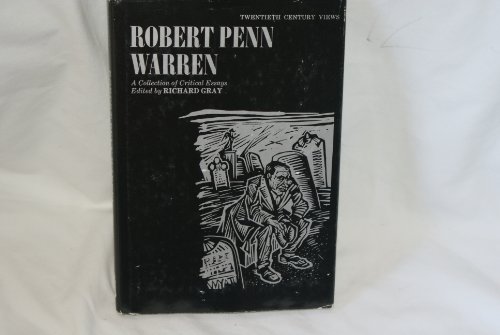 TWENTIETH CENTURY VIEWS
ROBERT PENN
WARREN
A Collection of Critical Essays
Edited by RICHARD GRAY